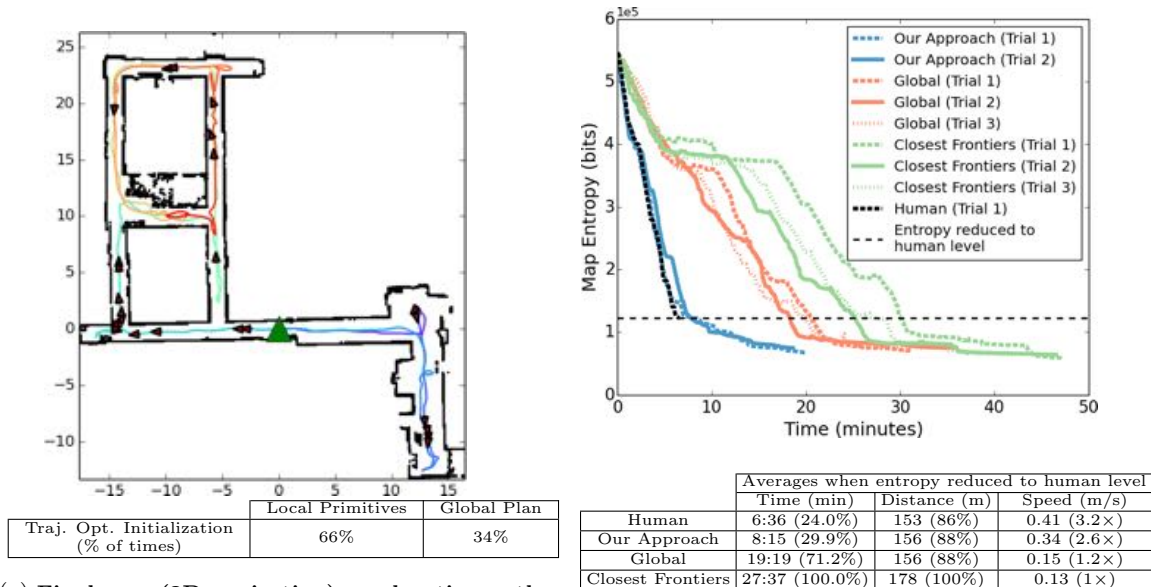 25
20
15
10
5
0
−5
−10
−15 −10 −5 0 5 10 15
Local Primitives Global Plan
Traj. Opt. Initialization
(% of times) 66% 34%
6 1e5
5
4
3
2
1
0
0 10 20 30 40 50
Map Entropy (bits)
Time (minutes)
Our Approach (Trial 1)
Our Approach (Trial 2)
Global (Trial 1)
Global (Trial 2)
Global (Trial 3)
Closest Frontiers (Trial 1)
Closest Frontiers (Trial 2)
Closest Frontiers (Trial 3)
Human (Trial 1)
Entropy reduced to
human level
Averages when entropy reduced to human level
Time (min) Distance (m) Speed (m/s)
Human 6:36 (24.0%) 153 (86%) 0.41 (3.2×)
Our Approach 8:15 (29.9%) 156 (88%) 0.34 (2.6×)
Global 19:19 (71.2%) 156 (88%) 0.15 (1.2×)
Closest Frontiers 27:37 (100.0%) 178 (100%) 0.13 (1×)